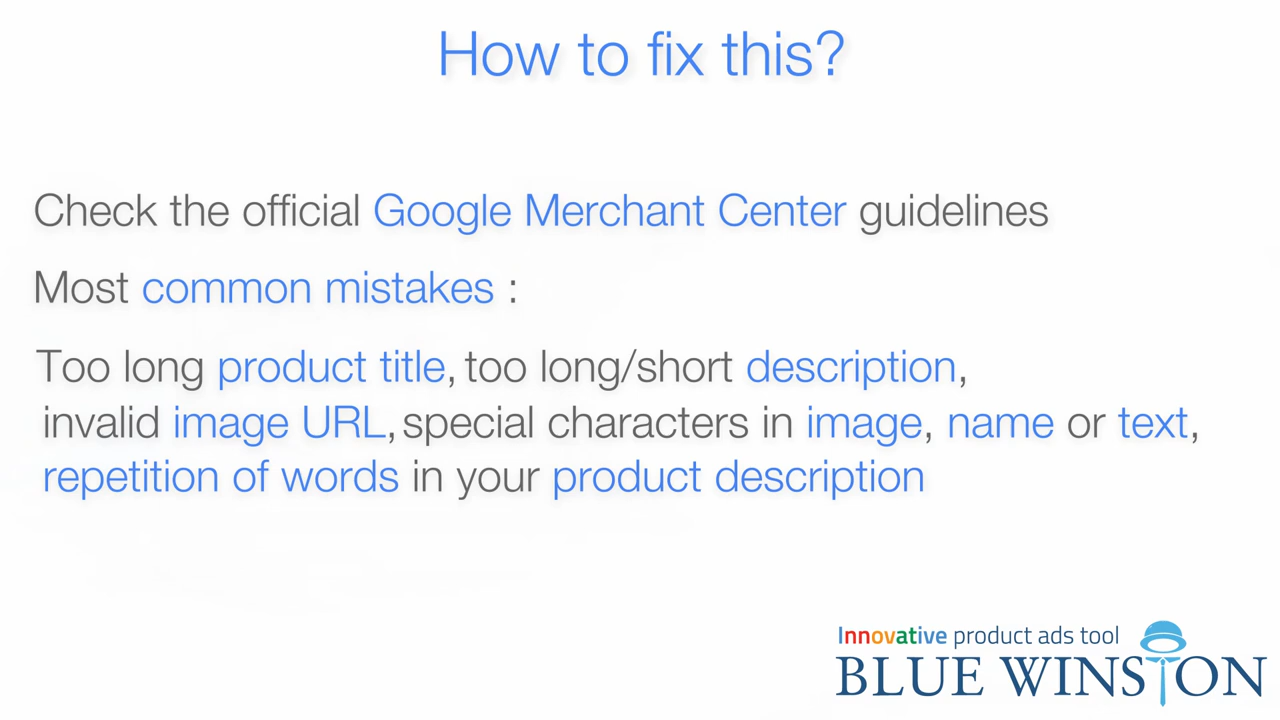 How to fix this?
Check the official Google Merchant Center guidelines
Most common mistakes :
Too long product title, too long/short description,
invalid image URL, special characters in image, name or text,
repetition of words in your product description
Innovative product ads tool
BLUE WINSTON